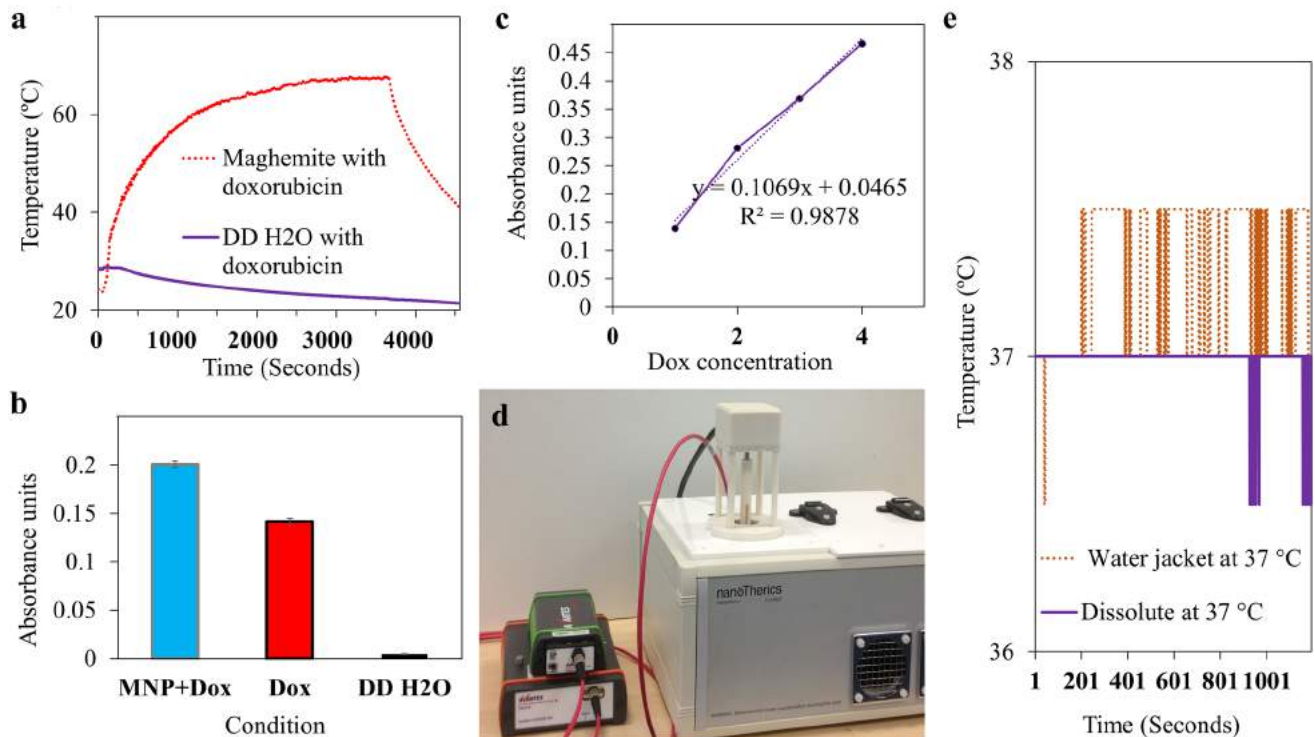 a
Temperature (ºC)
60
40
20
0
1000
2000
3000
4000
Time (Seconds)
Maghemite with
doxorubicin
DD H2O with
doxorubicin
b
Absorbance units
0.2
0.15
0.1
0.05
0
MNP+Dox
Dox
DD H2O
Condition
c
Absorbance units
0.45
0.4
0.35
0.3
0.25
0.2
0.15
0.1
0.05
0
0
2
4
Dox concentration
y = 0.1069x + 0.0465
R² = 0.9878
d
nanoTherics
e
Temperature (ºC)
38
37
36
1
201
401
601
801
1001
Time (Seconds)
Water jacket at 37 °C
Dissolute at 37 °C